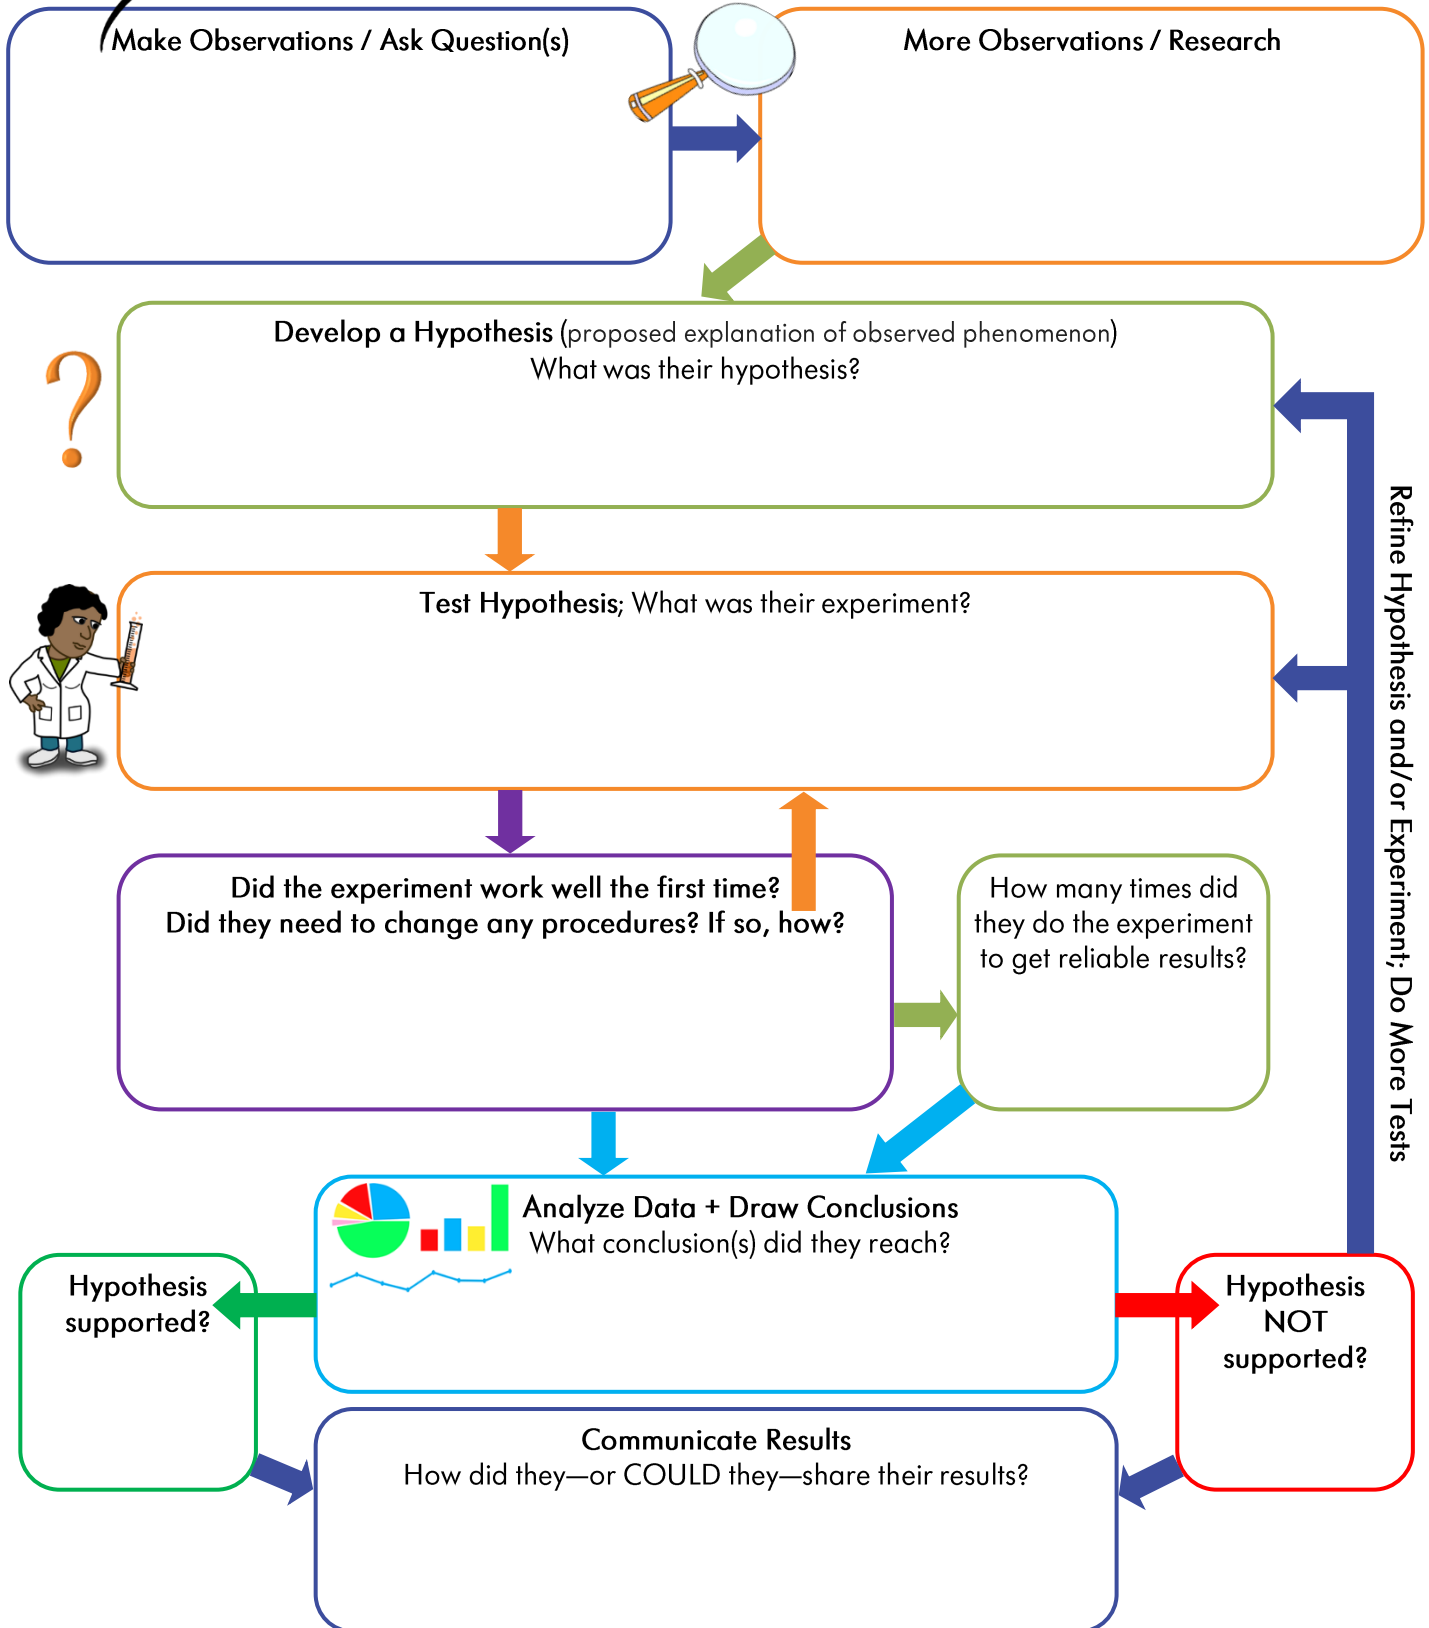 Make Observations / Ask Question(s)
More Observations / Research
Develop a Hypothesis (proposed explanation of observed phenomenon)
What was their hypothesis?
Test Hypothesis; What was their experiment?
Did the experiment work well the first time?
Did they need to change any procedures? If so, how?
How many times did
they do the experiment
to get reliable results?
Refine Hypothesis and/or Experiment; Do More Tests
Analyze Data + Draw Conclusions
What conclusion(s) did they reach?
Hypothesis
supported?
Hypothesis
NOT
supported?
Communicate Results
How did they—or COULD they—share their results?